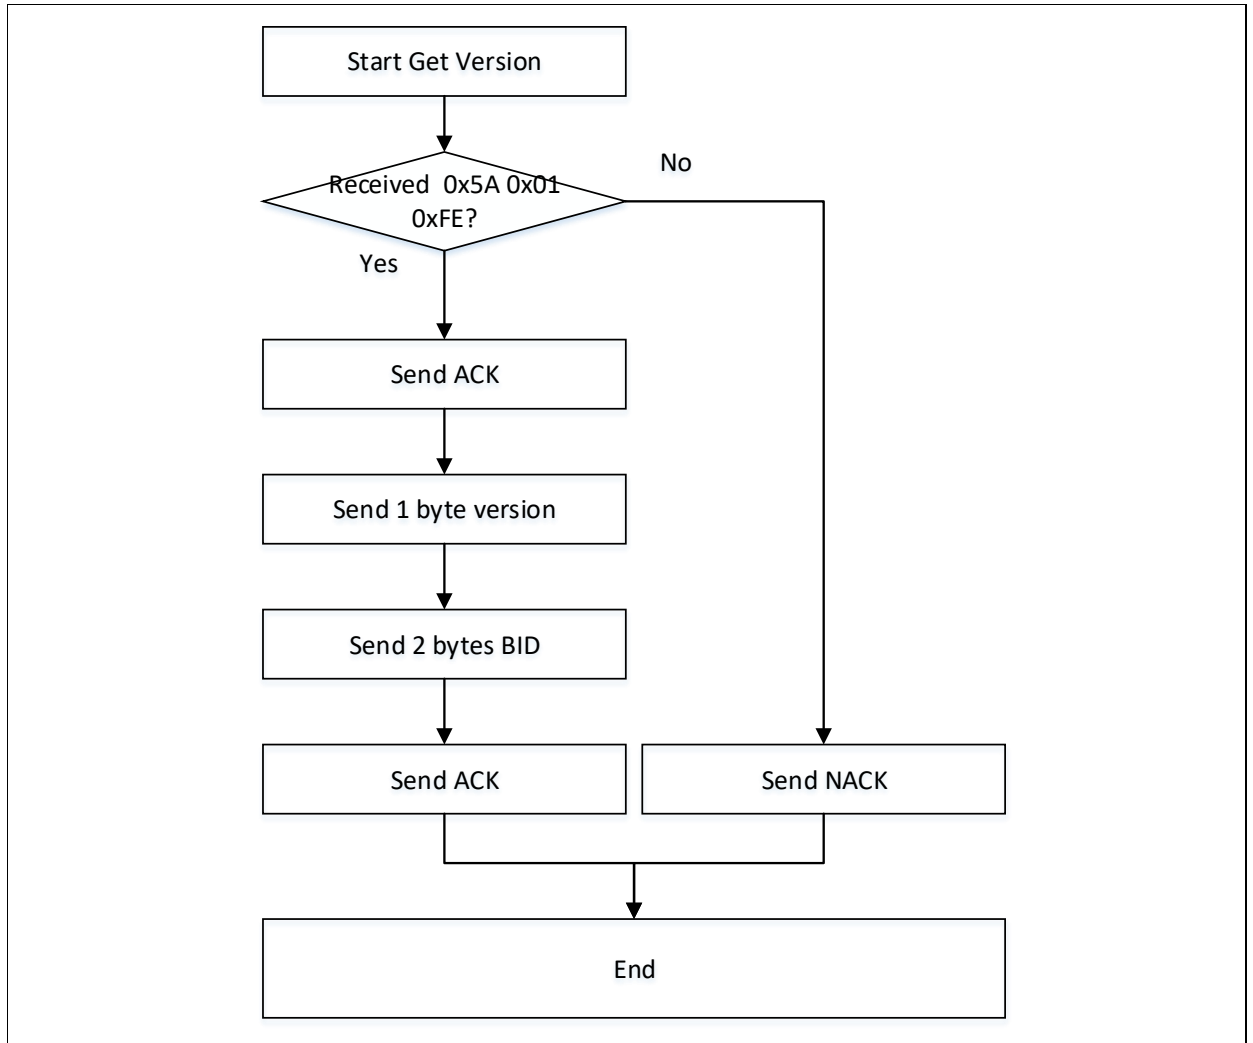 Start Get Version
No
Received  0x5A 0x01
0xFE?
Yes
Send ACK
Send 1 byte version
Send 2 bytes BID
Send ACK
Send NACK
End